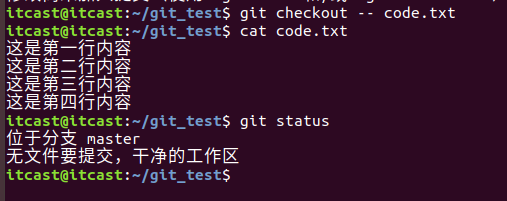 itcast@itcast:~/git_test$ git checkout -- code.txt
itcast@itcast:~/git_test$ cat code.txt
这是第一行内容
这是第二行内容
这是第三行内容
这是第四行内容
itcast@itcast:~/git_test$ git status
位于分支 master
无文件要提交，干净的工作区
itcast@itcast:~/git_test$